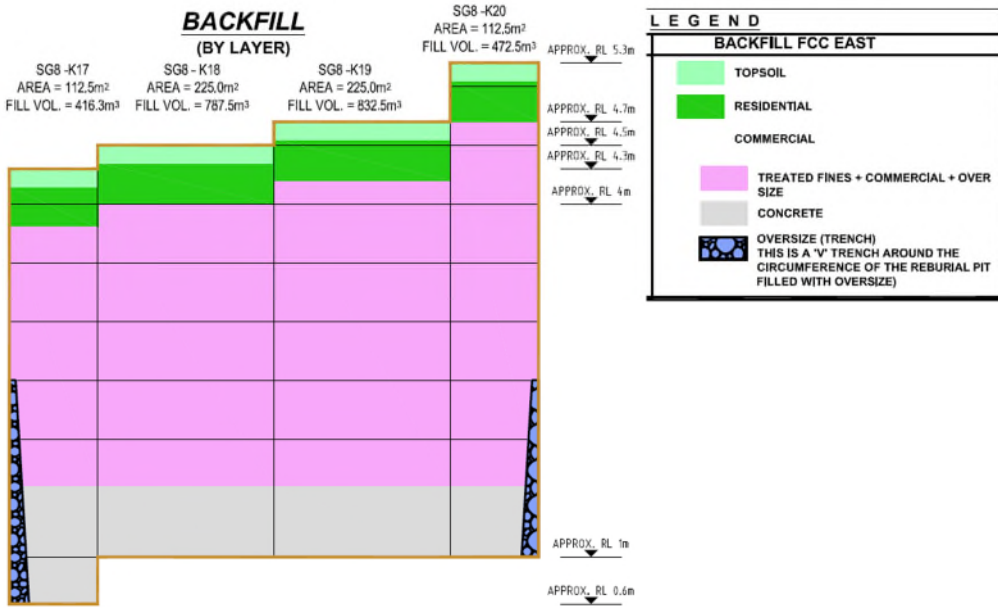 BACKFILL
(BY LAYER)
SG8 -K17
AREA = 112.5m²
FILL VOL. = 416.3m³
SG8 - K18
AREA = 225.0m²
FILL VOL. = 787.5m³
SG8 - K19
AREA = 225.0m²
FILL VOL. = 832.5m³
SG8 -K20
AREA = 112.5m²
FILL VOL. = 472.5m³
APPROX. RL 5.3m
APPROX. RL 4.7m
APPROX. RL 4.5m
APPROX. RL 4.3m
APPROX. RL 4m
APPROX. RL 1m
APPROX. RL 0.6m
LEGEND
BACKFILL FCC EAST
TOPSOIL
RESIDENTIAL
COMMERCIAL
TREATED FINES + COMMERCIAL + OVER
SIZE
CONCRETE
OVERSIZE (TRENCH)
THIS IS A 'V' TRENCH AROUND THE
CIRCUMFERENCE OF THE REBURIAL PIT
FILLED WITH OVERSIZE)